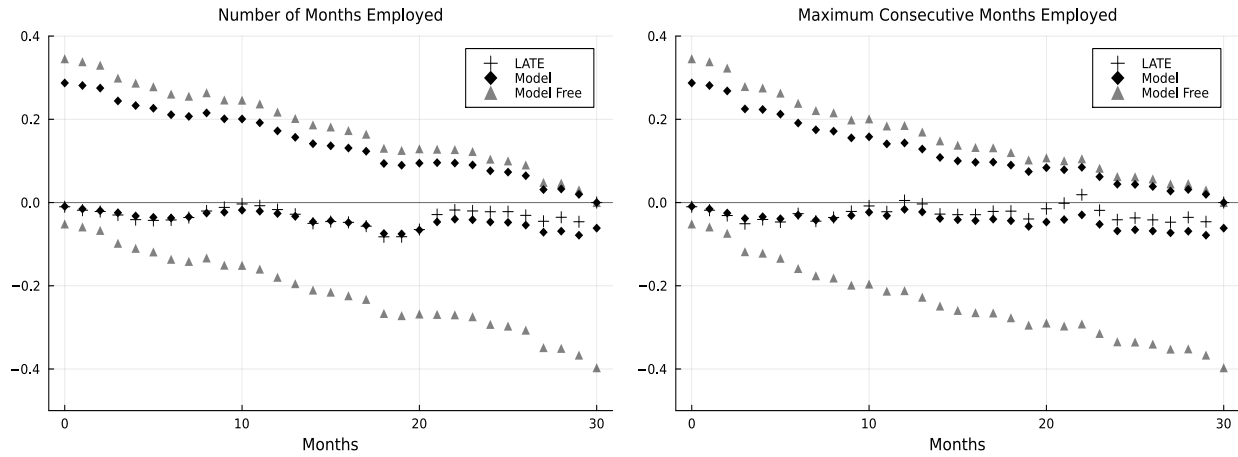 Number of Months Employed
0.4
0.2
0.0
−0.2
−0.4
LATE
Model
Model Free
0
10
20
30
Months
Maximum Consecutive Months Employed
0.4
0.2
0.0
−0.2
−0.4
LATE
Model
Model Free
0
10
20
30
Months